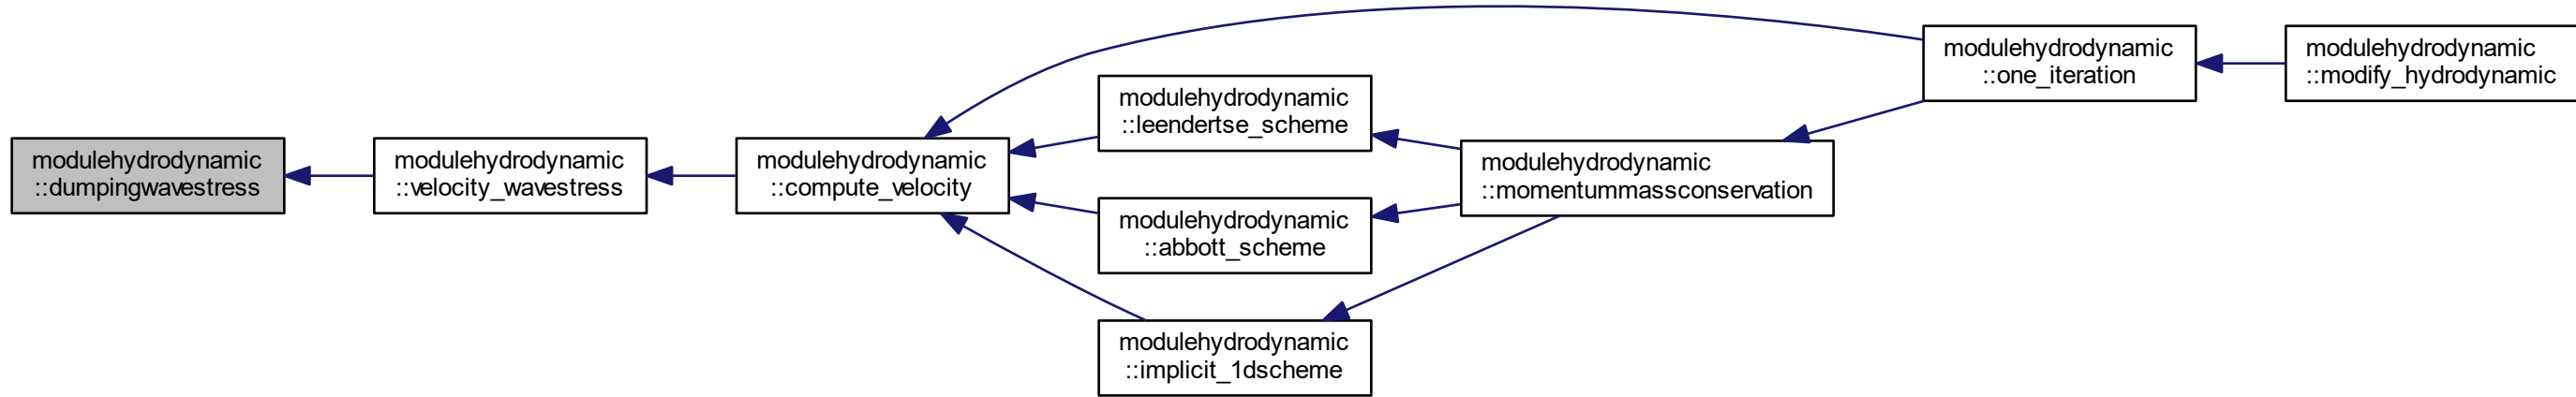 modulehydrodynamic
::dumpingwavestress
modulehydrodynamic
::velocity_wavestress
modulehydrodynamic
::compute_velocity
modulehydrodynamic
::leendertse_scheme
modulehydrodynamic
::abbott_scheme
modulehydrodynamic
::implicit_1dscheme
modulehydrodynamic
::momentummassconservation
modulehydrodynamic
::one_iteration
modulehydrodynamic
::modify_hydrodynamic